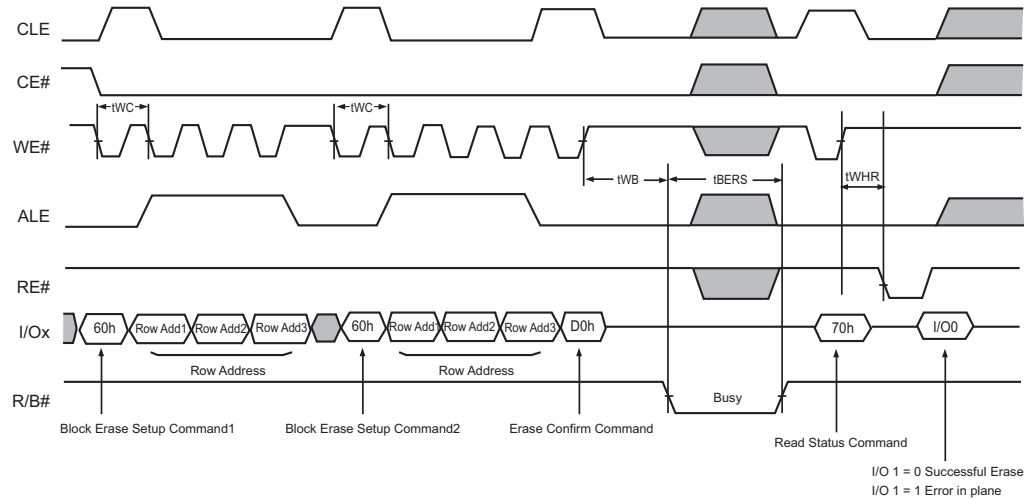 CLE
CE#
tWC
tWC
WE#
tWHR
tWB
tBERS
ALE
RE#
I/Ox
60h
Row Add1
Row Add2
Row Add3
60h
Row Add1
Row Add2
Row Add3
D0h
70h
I/O0
Row Address
Row Address
R/B#
Busy
Block Erase Setup Command1
Block Erase Setup Command2
Erase Confirm Command
Read Status Command
I/O 1 = 0 Successful Erase
I/O 1 = 1 Error in plane